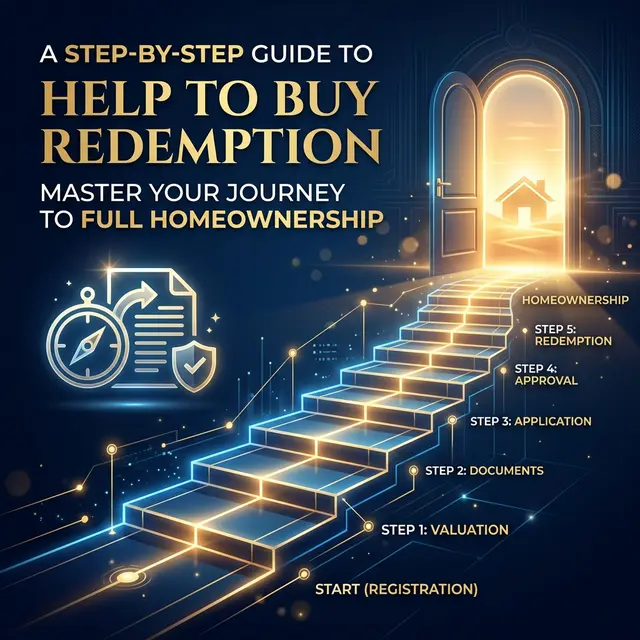 A STEP-BY-STEP GUIDE TO
HELP TO BUY
REDEMPTION
MASTER YOUR JOURNEY
TO FULL HOMEOWNERSHIP
HOMEOWNERSHIP
STEP 5:
REDEMPTION
STEP 4:
APPROVAL
STEP 3: APPLICATION
STEP 2: DOCUMENTS
STEP 1: VALUATION
START (REGISTRATION)